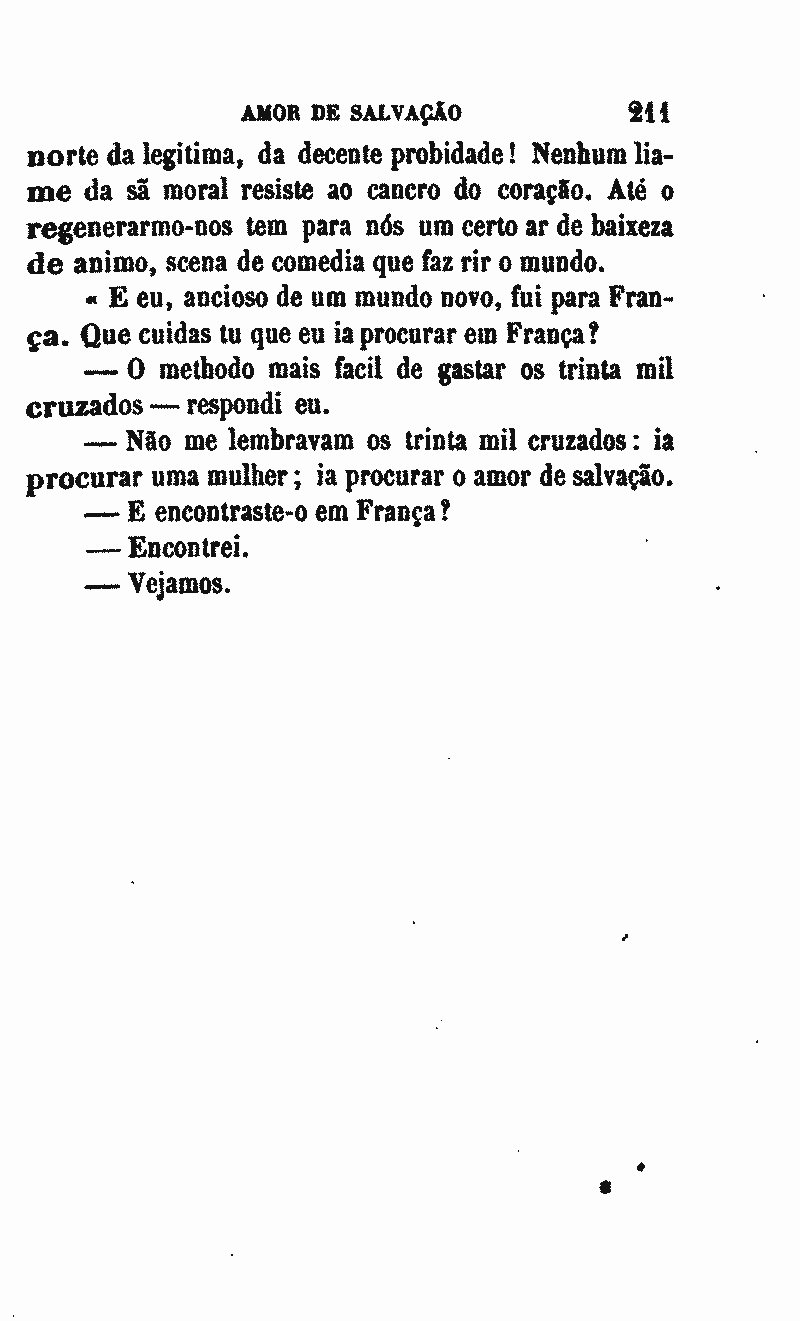 AMOR DE SALVAÇÃO 211
norte da legitima, da decente probidade! Nenhum lia-
me da sã moral resiste ao cancro do coração. Até o
regenerarmo-nos tem para nós um certo ar de baixeza
de animo, scena de comedia que faz rir o mundo.
« E eu, ancioso de um mundo novo, fui para Fran-
ça. Que cuidas tu que eu ia procurar em França?
— O methodo mais facil de gastar os trinta mil
cruzados — respondi eu.
— Não me lembravam os trinta mil cruzados: ia
procurar uma mulher; ia procurar o amor de salvação.
— E encontraste-o em França?
— Encontrei.
— Vejamos.